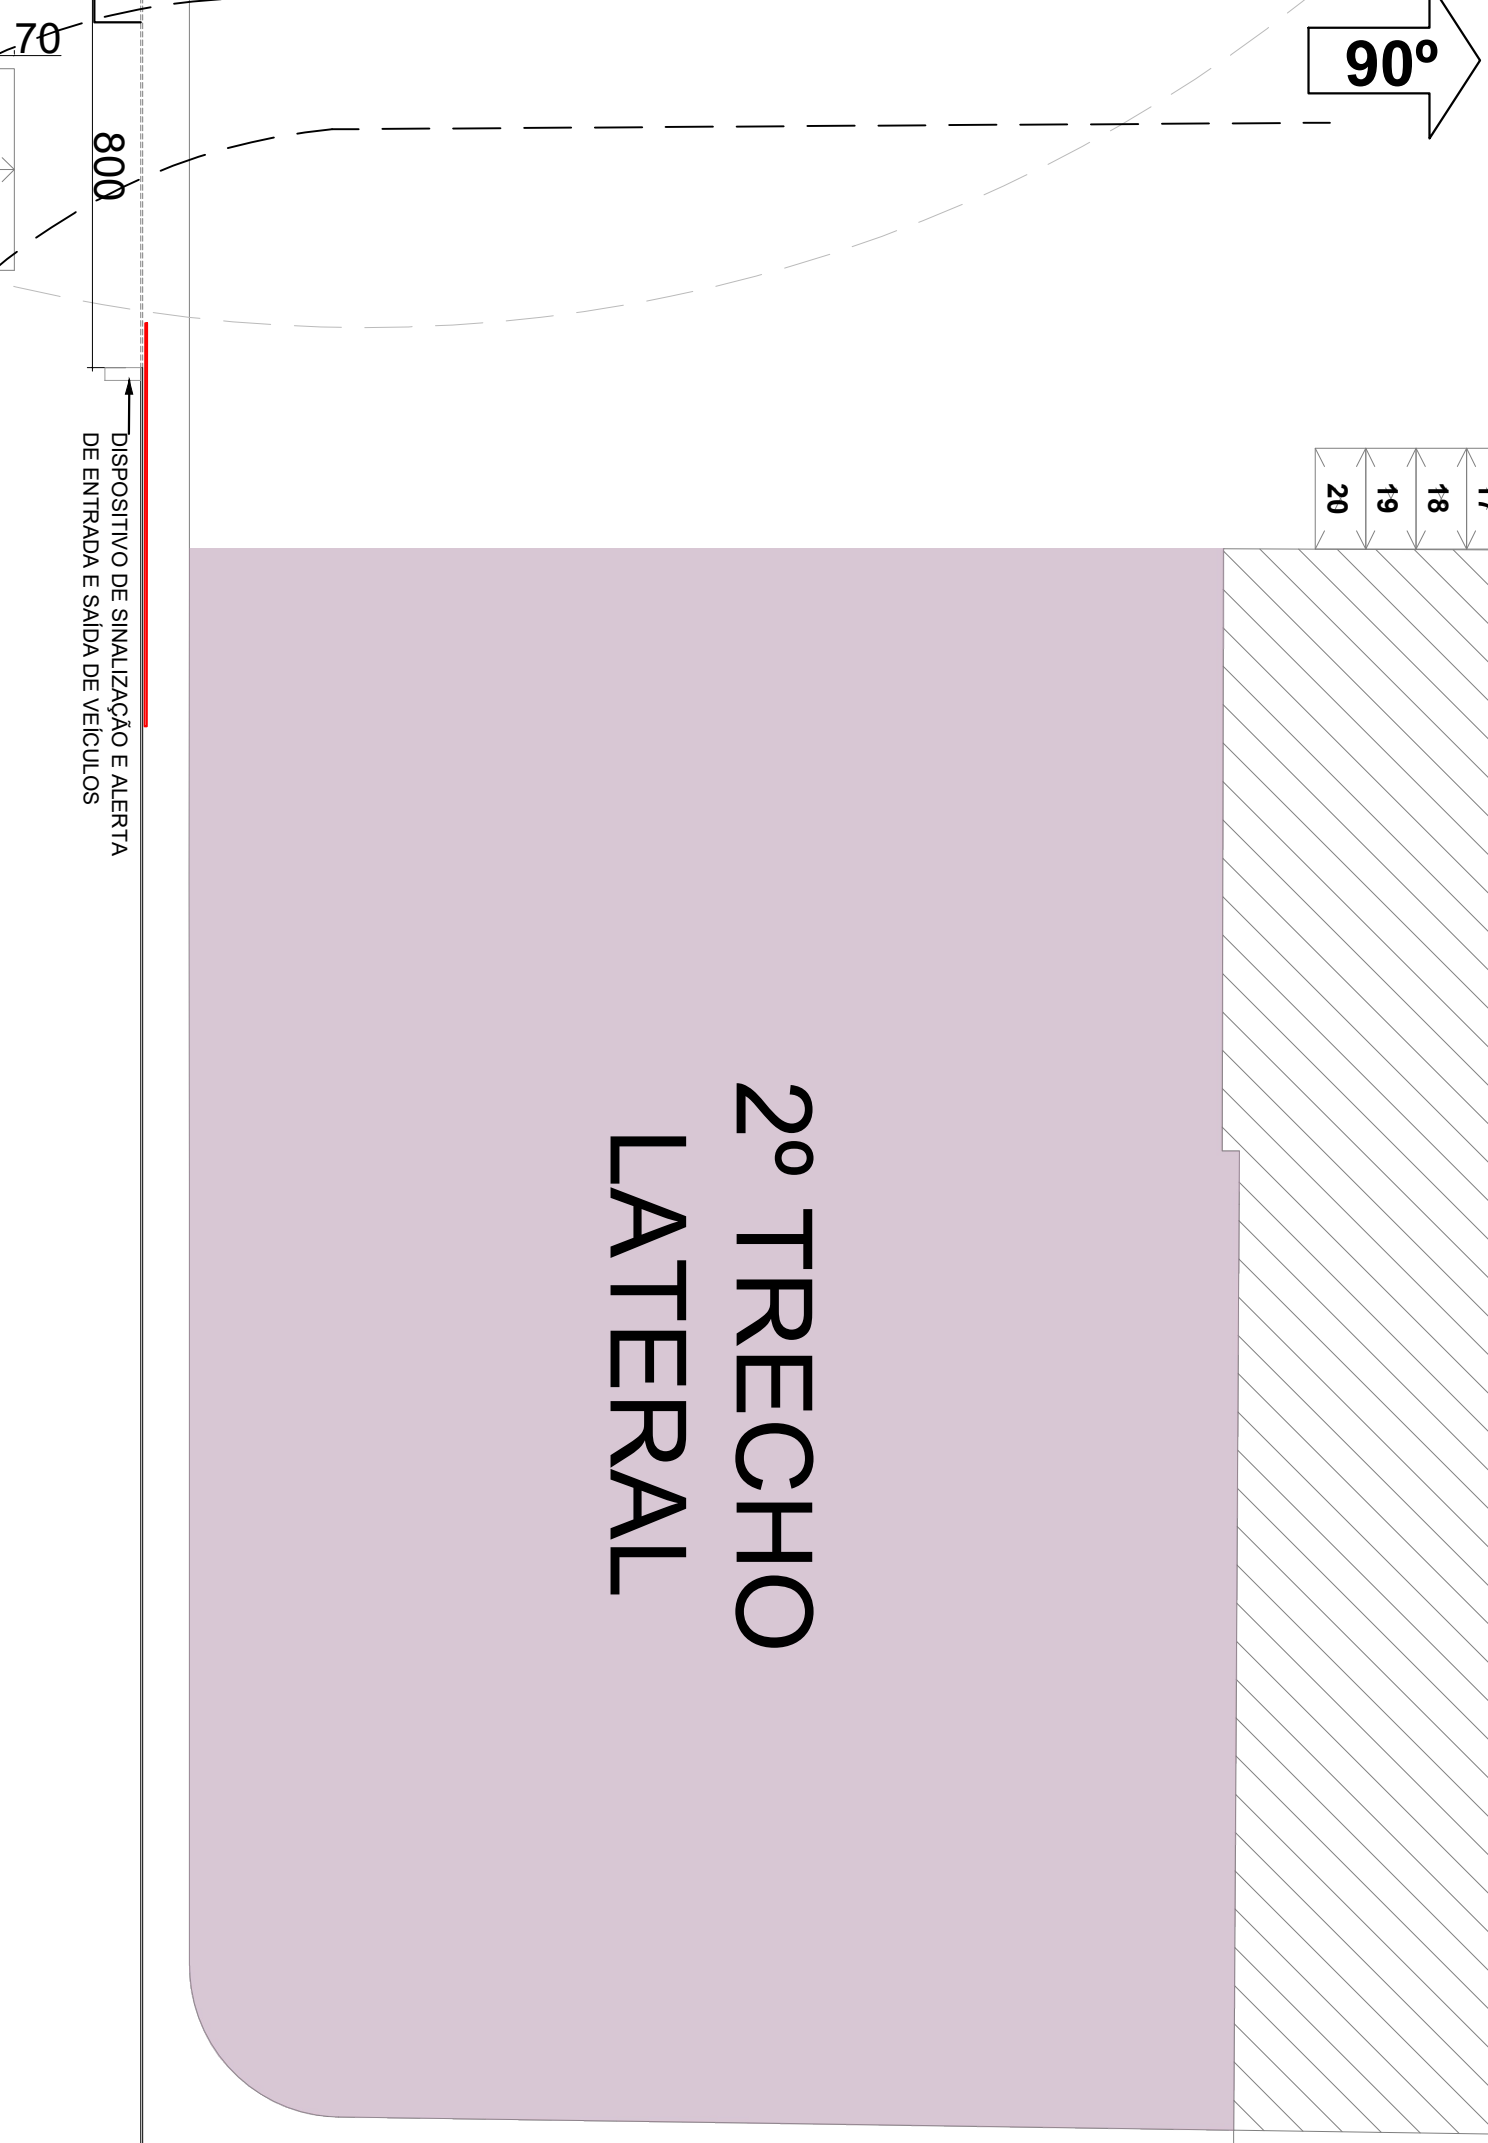 70
90º
800
DISPOSITIVO DE SINALIZAÇÃO E ALERTA
DE ENTRADA E SAÍDA DE VEÍCULOS
20
19
18
2º TRECHO
LATERAL